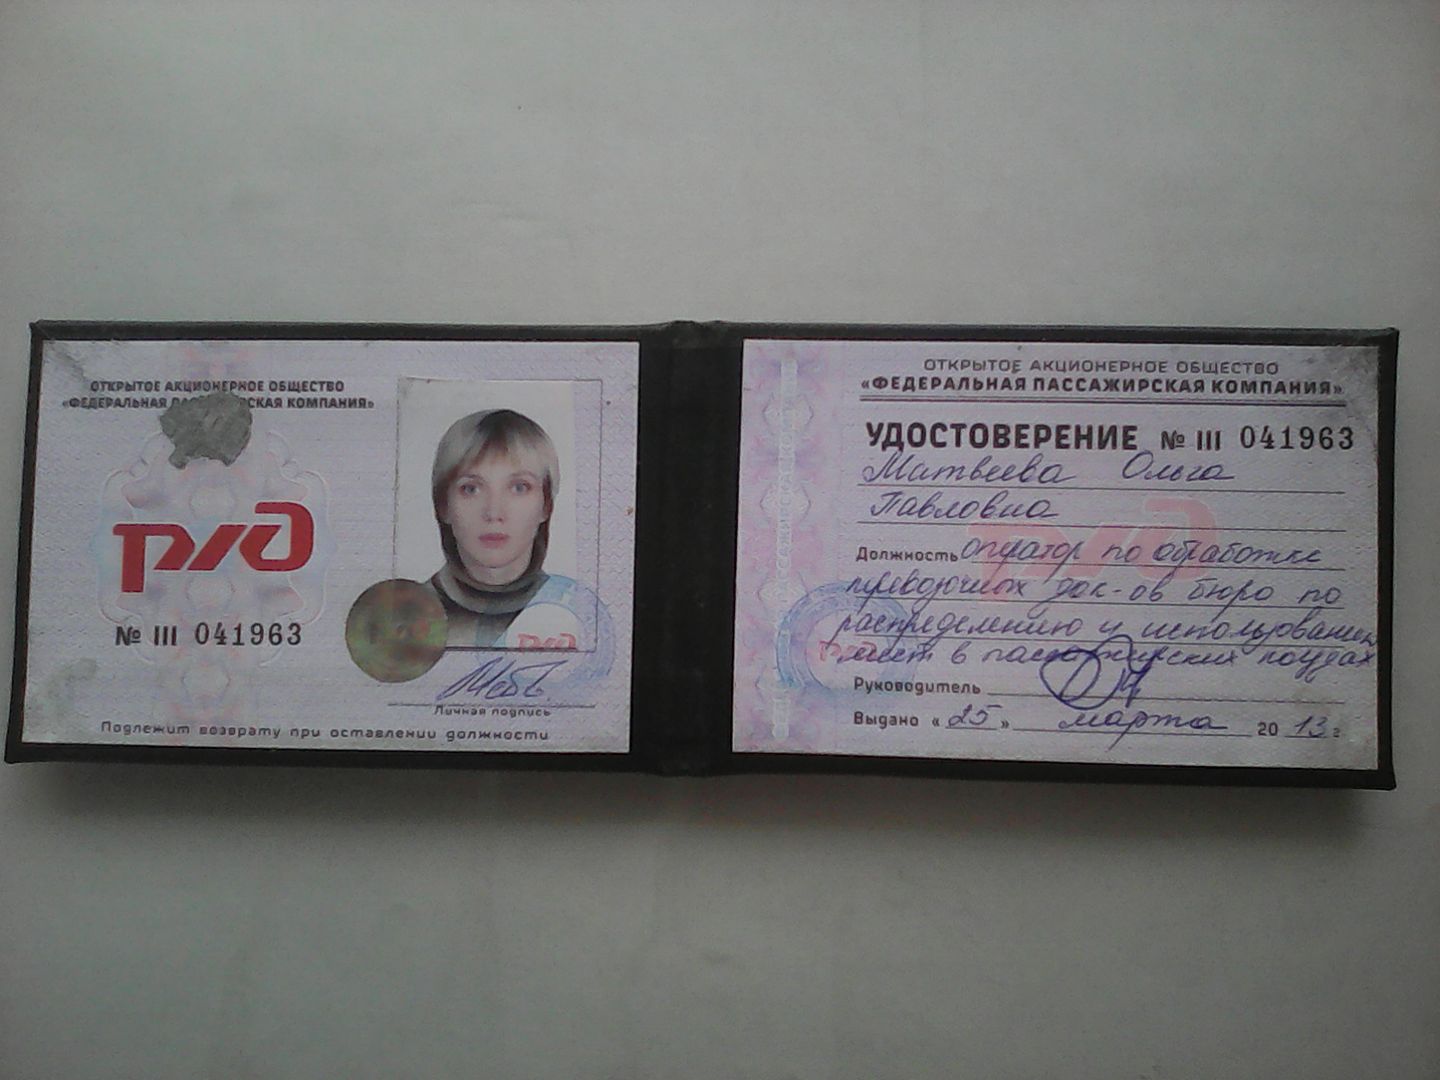 ОТКРЫТОЕ АКЦИОНЕРНОЕ ОБЩЕСТВО
«ФЕДЕРАЛЬНАЯ КОМПАНИЯ»
ржд
№ III 041963
Личная подпись
Подлежит возврату при оставлении должности
ОТКРЫТОЕ АКЦИОНЕРНОЕ ОБЩЕСТВО
«ФЕДЕРАЛЬНАЯ ПАССАЖИРСКАЯ КОМПАНИЯ»
УДОСТОВЕРЕНИЕ № III 041963
Матвеева Ольга
Павловна
Должность оператор по обработке
док-ов бюро по
распределению и использованию
мест в пассажирских поездах
Руководитель
Выдано «25» марта 2013 г